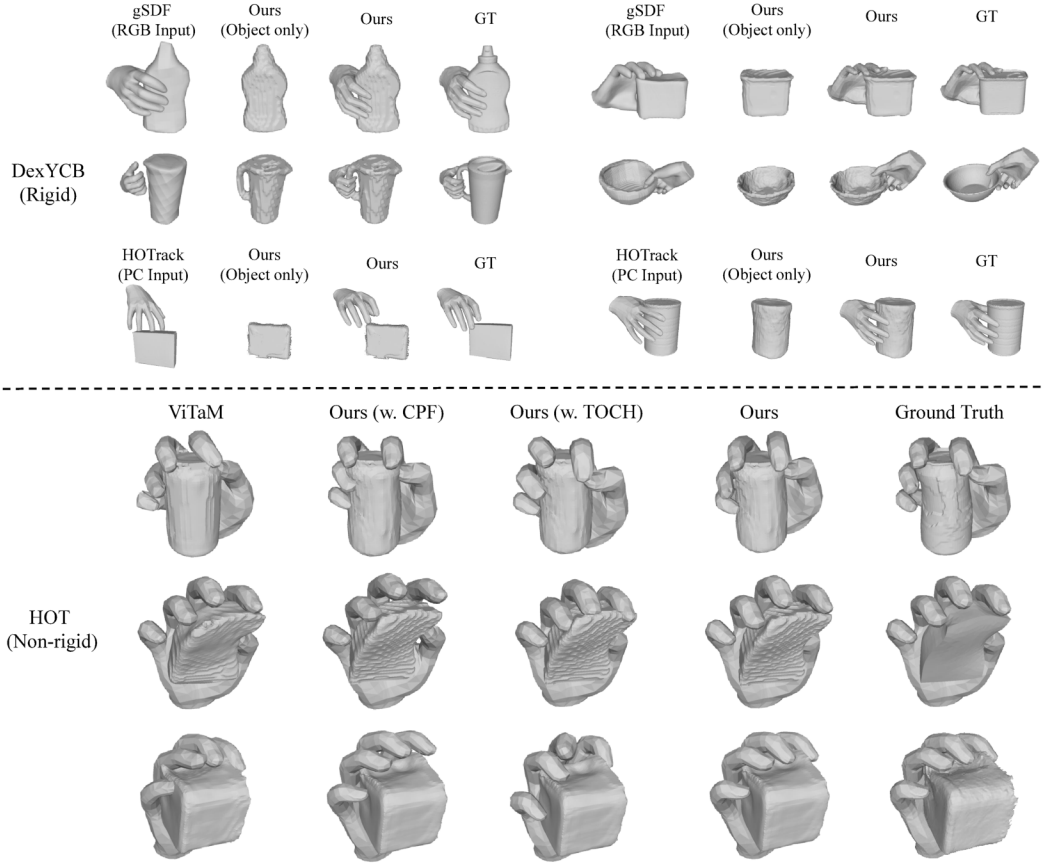 gSDF
(RGB Input)
Ours
(Object only)
Ours
GT
gSDF
(RGB Input)
Ours
(Object only)
Ours
GT
DexYCB
(Rigid)
HOTrack
(PC Input)
Ours
(Object only)
Ours
GT
HOTrack
(PC Input)
Ours
(Object only)
Ours
GT
ViTaM
Ours (w. CPF)
Ours (w. TOCH)
Ours
Ground Truth
HOT
(Non-rigid)